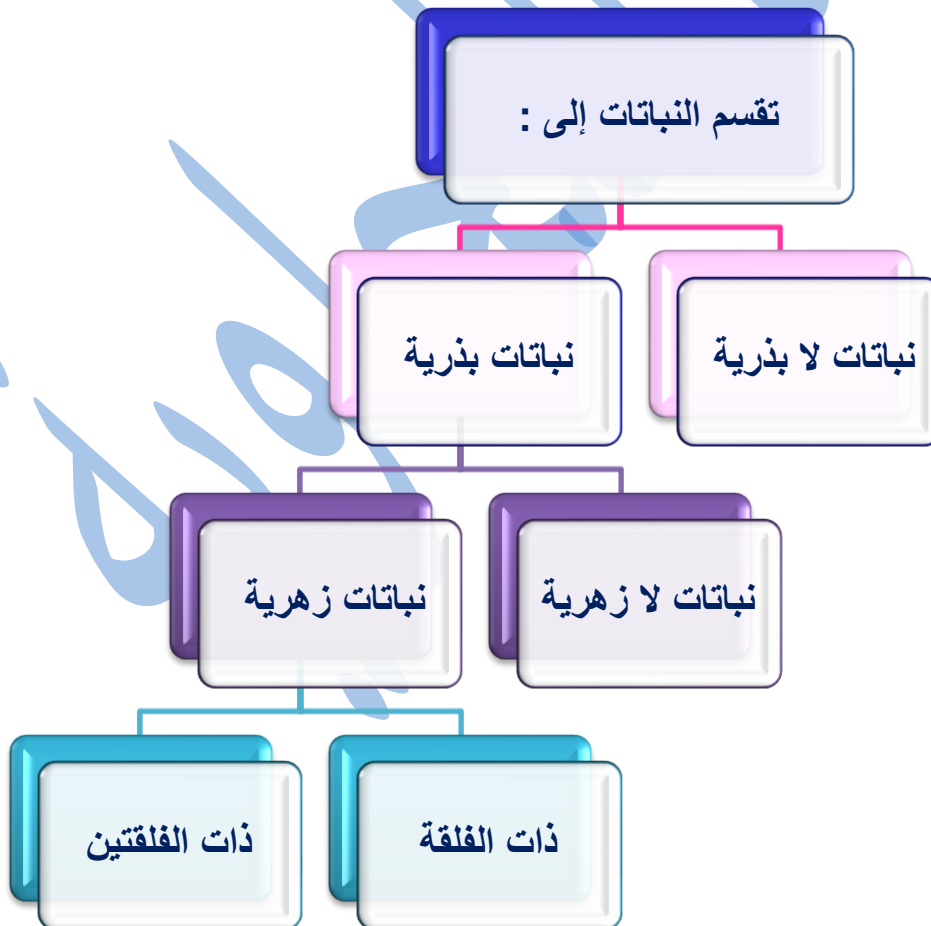 تقسم النباتات إلى :
نباتات لا بذرية
نباتات بذرية
نباتات لا زهرية
نباتات زهرية
ذات الفلقة
ذات الفلقتين